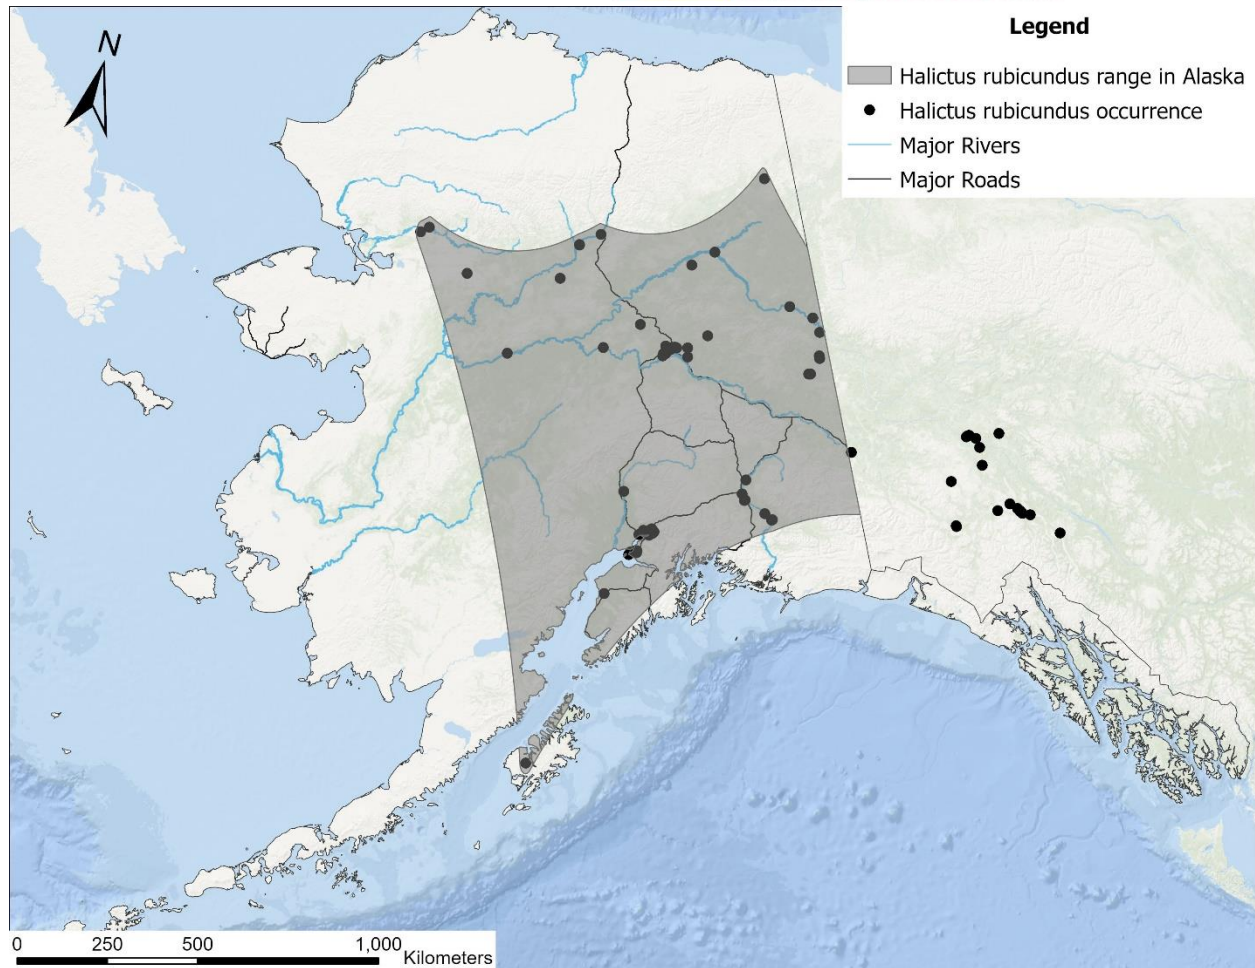 N
Legend
Halictus rubicundus range in Alaska
Halictus rubicundus occurrence
Major Rivers
Major Roads
0 250 500 1,000
Kilometers